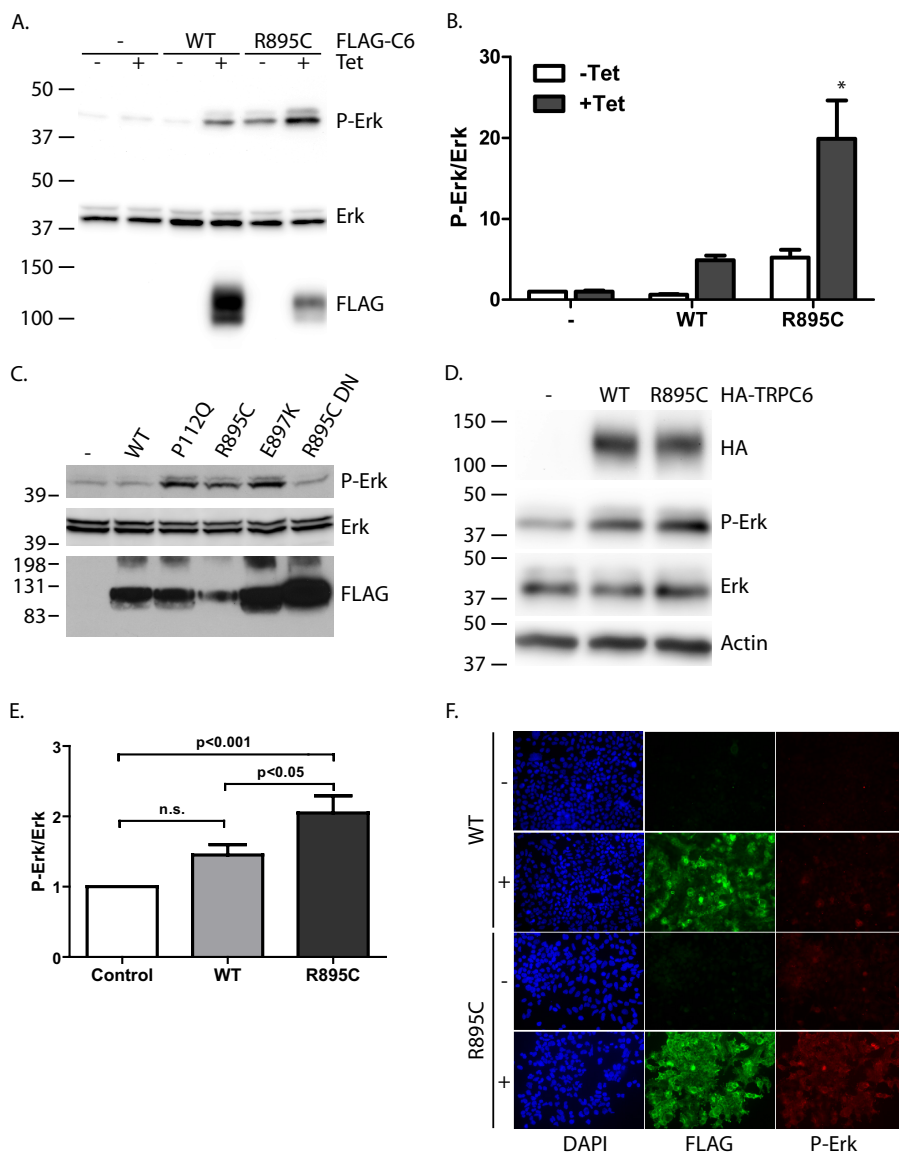 A.
- WT R895C FLAG-C6
- + - + - + Tet
50
P-Erk
37
50
Erk
37
150
FLAG
100
B.
30
20
10
0
P-Erk/Erk
-Tet
+Tet
*
- WT R895C
C.
- WT P112Q R895C E897K R895C DN
P-Erk
39
Erk
39
198
131
FLAG
83
D.
- WT R895C HA-TRPC6
150
HA
100
50
P-Erk
37
50
Erk
37
50
Actin
37
E.
3
2
1
0
P-Erk/Erk
p<0.001
p<0.05
n.s.
Control WT R895C
F.
WT
-
+
R895C
-
+
DAPI FLAG P-Erk